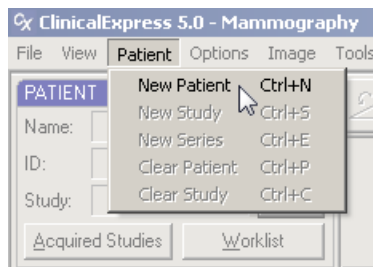 ClinicalExpress 5.0 - Mammography
File View Patient Options Image Tools
PATIENT
New Patient Ctrl+N
New Study Ctrl+S
New Series Ctrl+E
Clear Patient Ctrl+P
Clear Study Ctrl+C
Name:
ID:
Study:
Acquired Studies Worklist